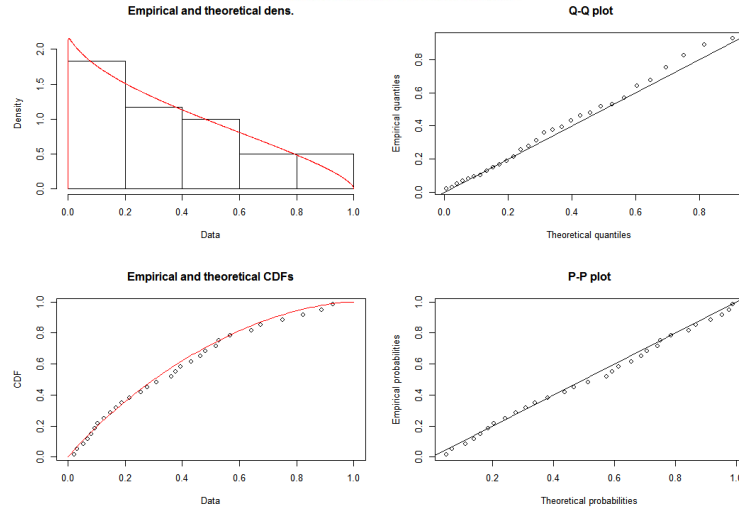 Empirical and theoretical dens.
Density
0.0 0.5 1.0 1.5 2.0
0.0 0.2 0.4 0.6 0.8 1.0
Data
Q-Q plot
Empirical quantiles
0.0 0.2 0.4 0.6 0.8
0.0 0.2 0.4 0.6 0.8
Theoretical quantiles
Empirical and theoretical CDFs
CDF
0.0 0.2 0.4 0.6 0.8 1.0
0.0 0.2 0.4 0.6 0.8 1.0
Data
P-P plot
Empirical probabilities
0.0 0.2 0.4 0.6 0.8 1.0
0.2 0.4 0.6 0.8 1.0
Theoretical probabilities